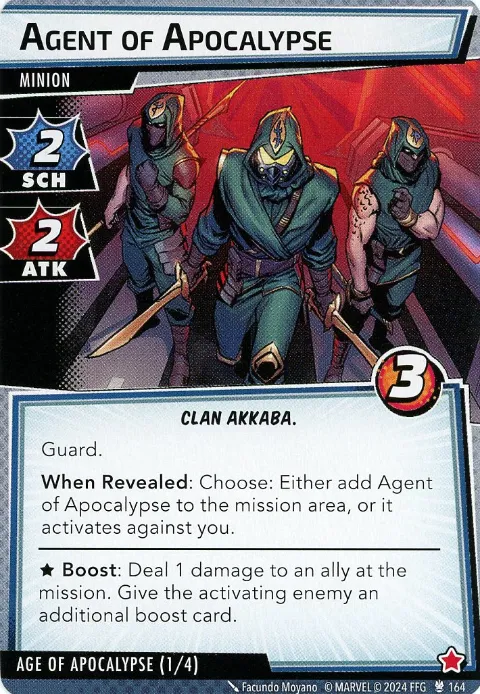 AGENT OF APOCALYPSE
MINION
2
SCH
2
ATK
3
CLAN AKKABA.
Guard.
When Revealed: Choose: Either add Agent
of Apocalypse to the mission area, or it
activates against you.
★ Boost: Deal 1 damage to an ally at the
mission. Give the activating enemy an
additional boost card.
AGE OF APOCALYPSE (1/4)
Facundo Moyano © MARVEL © 2024 FFG 164